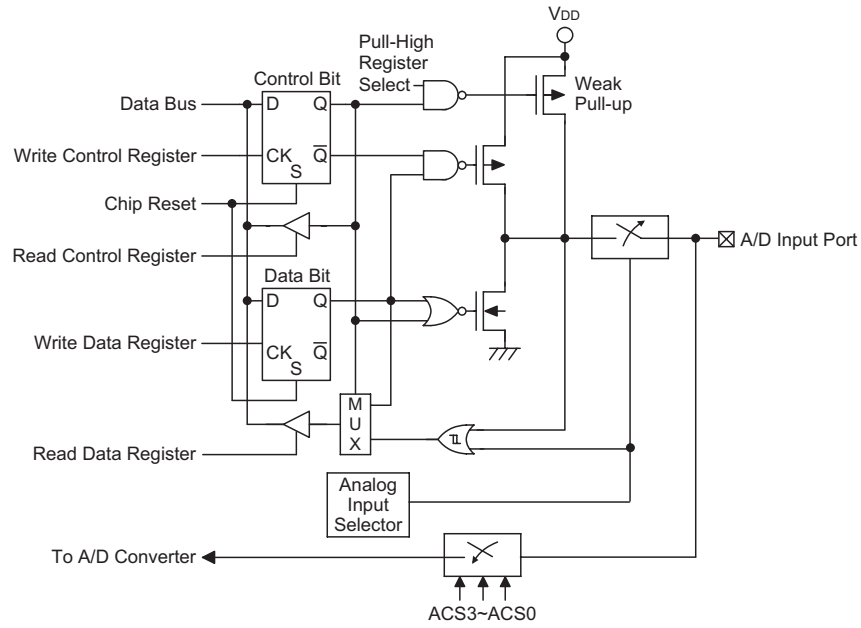 VDD
Pull-High
Register
Select
Weak
Pull-up
Control Bit
Data Bus
D
Q
Write Control Register
CK
Q
S
Chip Reset
Read Control Register
A/D Input Port
Data Bit
D
Q
Write Data Register
CK
Q
S
M
U
X
Read Data Register
Analog
Input
Selector
To A/D Converter
ACS3~ACS0